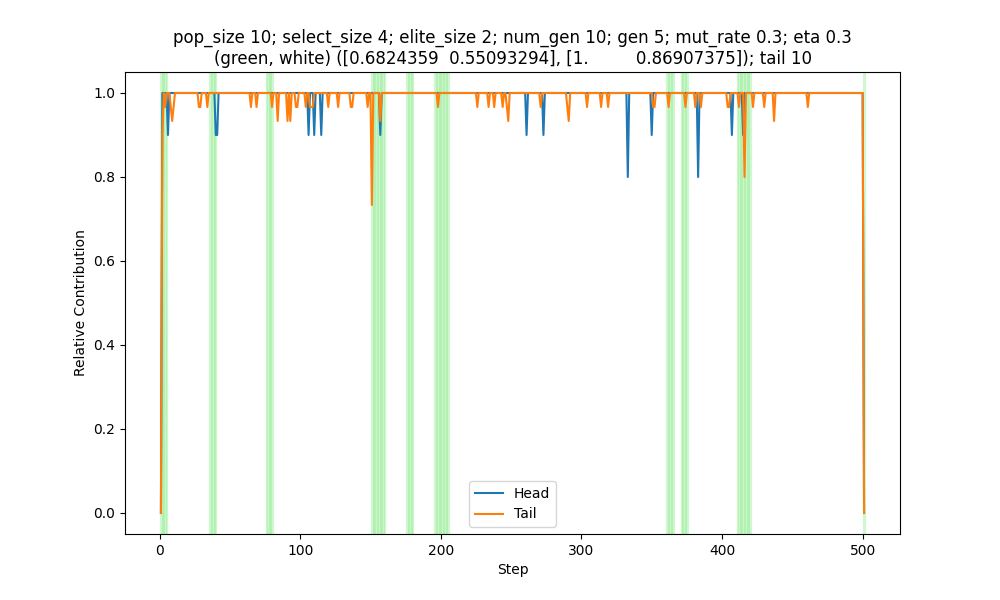 pop_size 10; select_size 4; elite_size 2; num_gen 10; gen 5; mut_rate 0.3; eta 0.3
(green, white) ([0.6824359  0.55093294], [1.         0.86907375]); tail 10
1.0
0.8
0.6
0.4
0.2
0.0
Relative Contribution
Head
Tail
0
100
200
300
400
500
Step